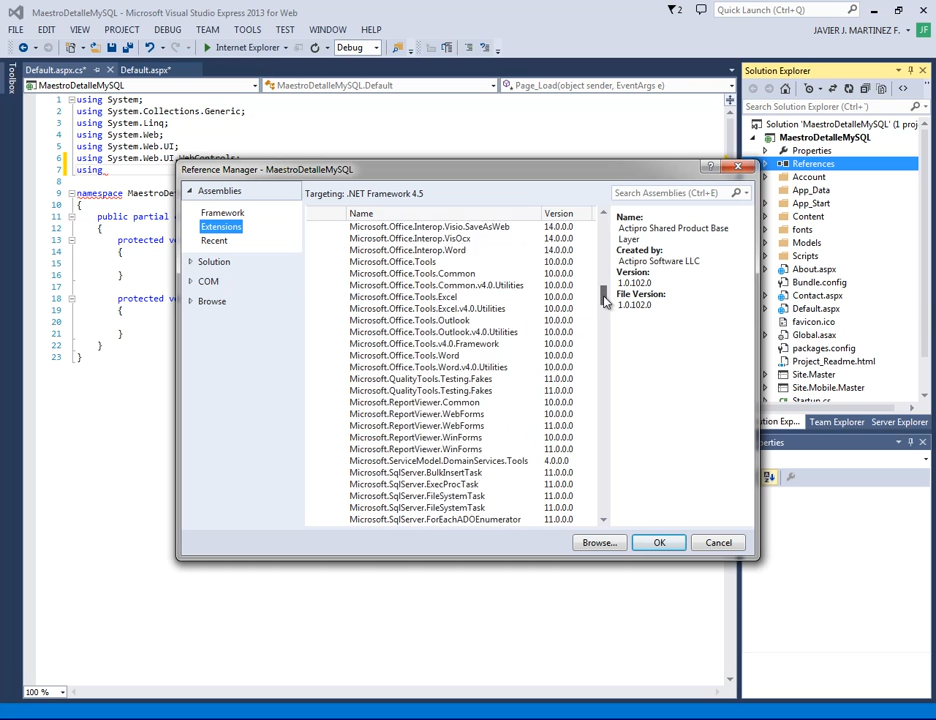 MaestroDetalleMySQL - Microsoft Visual Studio Express 2013 for Web
2
Quick Launch (Ctrl+Q)
FILE EDIT VIEW PROJECT DEBUG TEAM TOOLS TEST WINDOW HELP
JAVIER J. MARTINEZ F. JF
Internet Explorer Debug
Default.aspx.cs* Default.aspx*
MaestroDetalleMySQL MaestroDetalleMySQL.Default Page_Load(object sender, EventArgs e)
Toolbox
1 using System;
2 using System.Collections.Generic;
3 using System.Linq;
4 using System.Web;
5 using System.Web.UI;
6 using System.Web.UI.WebControls;
7 using
8
9 namespace MaestroDe
10 {
11 public partial
12 {
13 protected v
14 {
15
16 }
17
18 protected v
19 {
20
21 }
22 }
23 }
100 %
Reference Manager - MaestroDetalleMySQL
Assemblies
Framework
Extensions
Recent
Solution
COM
Browse
Targeting: .NET Framework 4.5
Search Assemblies (Ctrl+E)
Name Version
Microsoft.Office.Interop.Visio.SaveAsWeb 14.0.0.0
Microsoft.Office.Interop.VisOcx 14.0.0.0
Microsoft.Office.Interop.Word 14.0.0.0
Microsoft.Office.Tools 10.0.0.0
Microsoft.Office.Tools.Common 10.0.0.0
Microsoft.Office.Tools.Common.v4.0.Utilities 10.0.0.0
Microsoft.Office.Tools.Excel 10.0.0.0
Microsoft.Office.Tools.Excel.v4.0.Utilities 10.0.0.0
Microsoft.Office.Tools.Outlook 10.0.0.0
Microsoft.Office.Tools.Outlook.v4.0.Utilities 10.0.0.0
Microsoft.Office.Tools.v4.0.Framework 10.0.0.0
Microsoft.Office.Tools.Word 10.0.0.0
Microsoft.Office.Tools.Word.v4.0.Utilities 10.0.0.0
Microsoft.QualityTools.Testing.Fakes 11.0.0.0
Microsoft.QualityTools.Testing.Fakes 11.0.0.0
Microsoft.ReportViewer.Common 10.0.0.0
Microsoft.ReportViewer.WebForms 10.0.0.0
Microsoft.ReportViewer.WebForms 11.0.0.0
Microsoft.ReportViewer.WinForms 10.0.0.0
Microsoft.ReportViewer.WinForms 11.0.0.0
Microsoft.ServiceModel.DomainServices.Tools 4.0.0.0
Microsoft.SqlServer.BulkInsertTask 11.0.0.0
Microsoft.SqlServer.ExecProcTask 11.0.0.0
Microsoft.SqlServer.FileSystemTask 11.0.0.0
Microsoft.SqlServer.FileSystemTask 11.0.0.0
Microsoft.SqlServer.ForEachADOEnumerator 11.0.0.0
Name:
Actipro Shared Product Base
Layer
Created by:
Actipro Software LLC
Version:
1.0.102.0
File Version:
1.0.102.0
Browse... OK Cancel
Solution Explorer
Search Solution Explorer (Ctrl+')
Solution 'MaestroDetalleMySQL' (1 proj
MaestroDetalleMySQL
Properties
References
Account
App_Data
App_Start
Content
fonts
Models
Scripts
About.aspx
Bundle.config
Contact.aspx
Default.aspx
favicon.ico
Global.asax
packages.config
Project_Readme.html
Site.Master
Site.Mobile.Master
Startup.cs
ution Exp... Team Explorer Server Explorer
operties